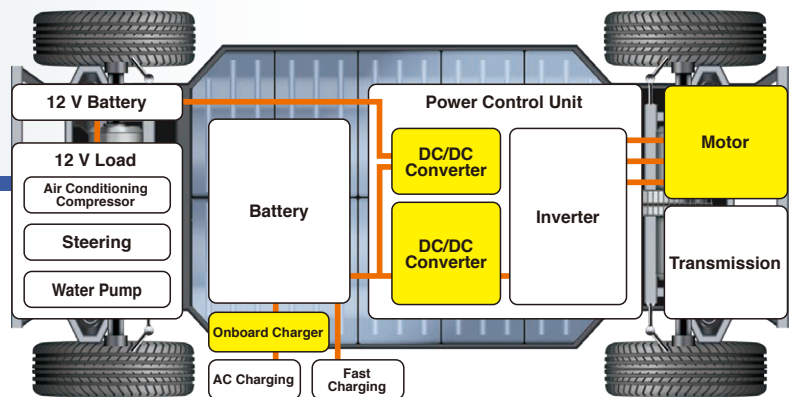 12 V Battery
12 V Load
Air Conditioning
Compressor
Steering
Water Pump
Battery
Onboard Charger
AC Charging
Fast
Charging
Power Control Unit
DC/DC
Converter
DC/DC
Converter
Inverter
Motor
Transmission